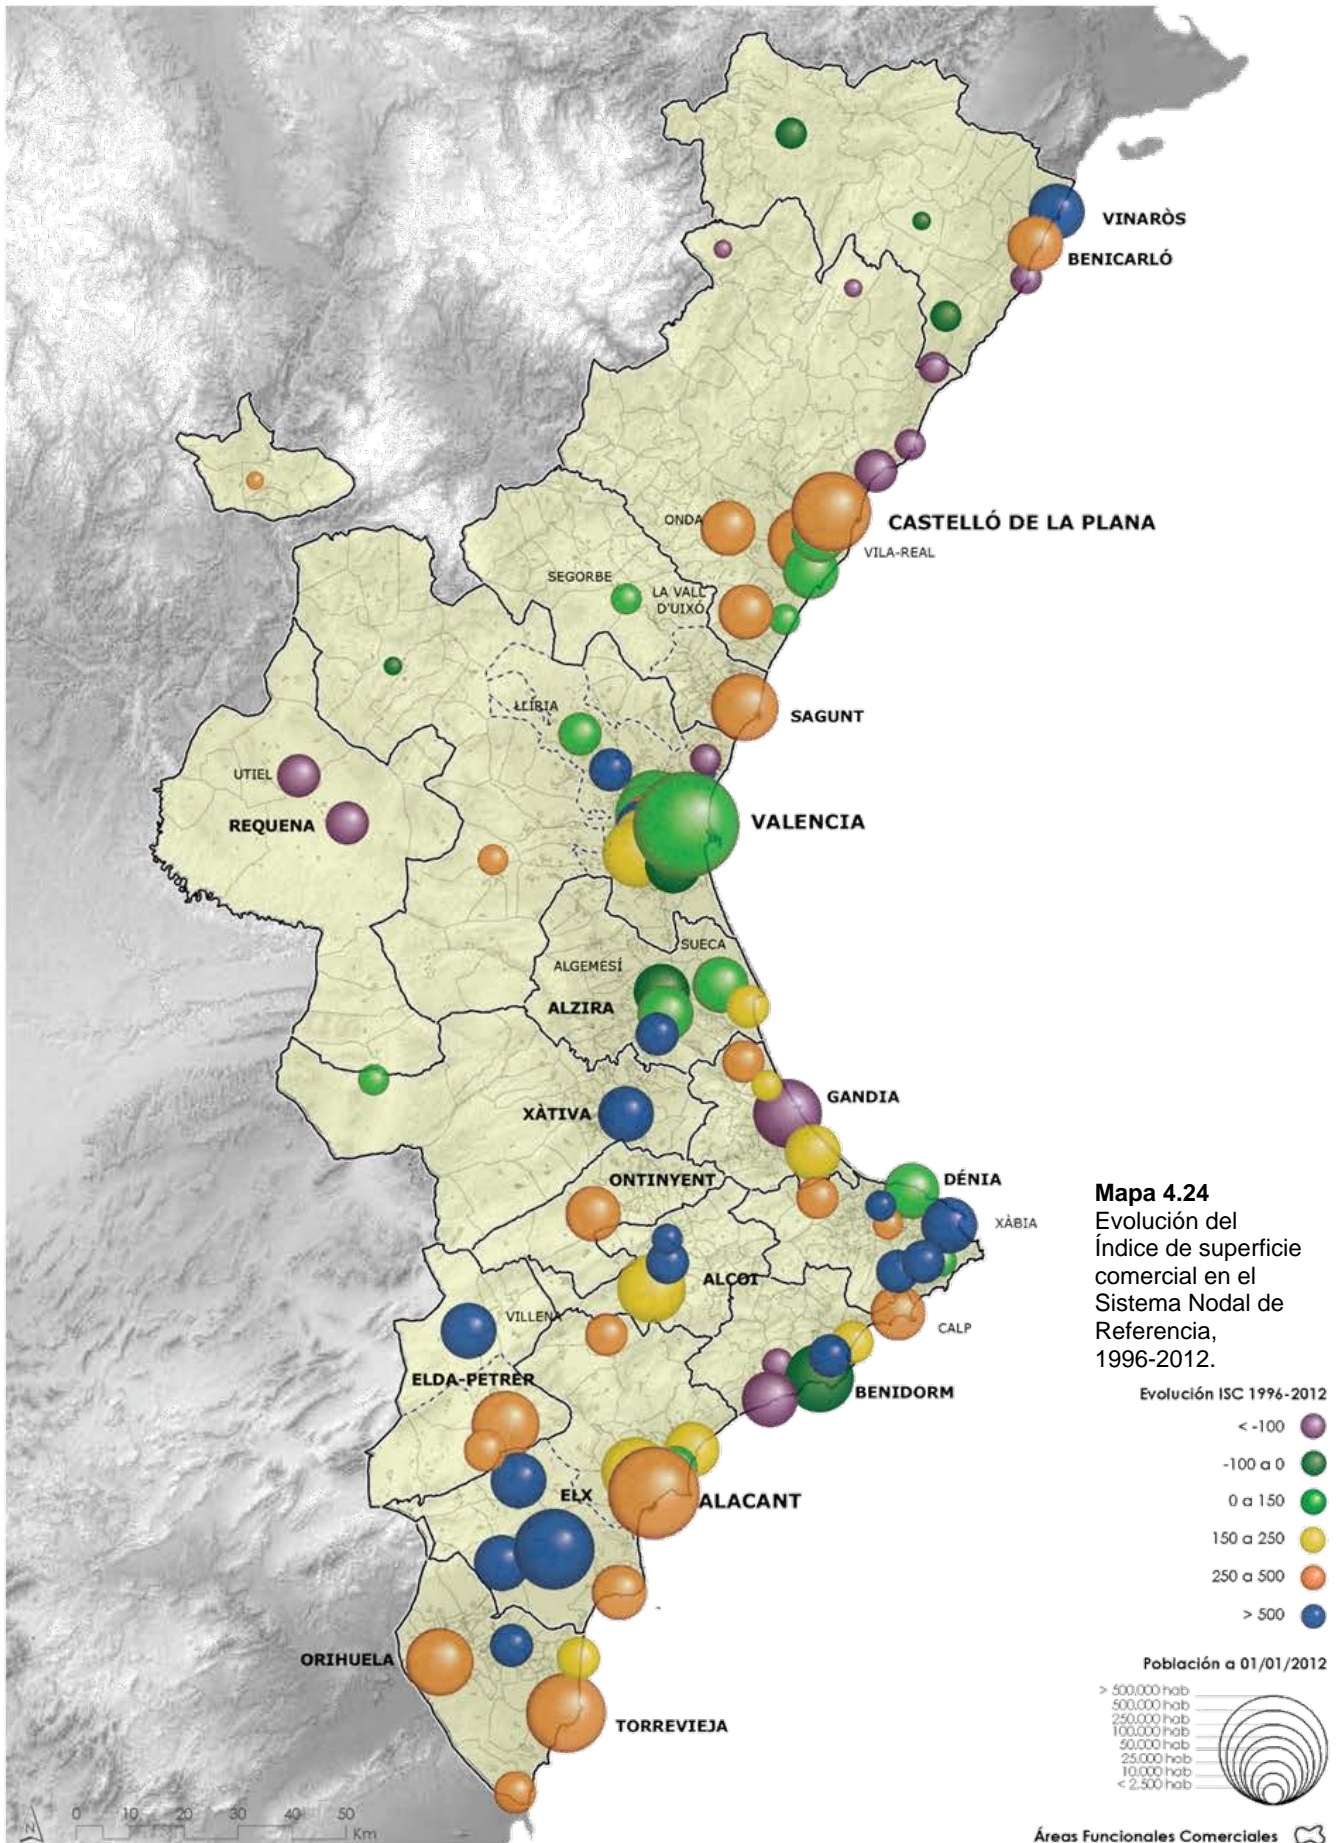 VINARÒS
BENICARLÓ
ONDA
CASTELLÓ DE LA PLANA
VILA-REAL
SEGORBE
LA VALL
D'UIXÓ
SAGUNT
LLÍRIA
UTIEL
REQUENA
VALENCIA
SUECA
ALGEMESÍ
ALZIRA
GANDIA
XÀTIVA
ONTINYENT
DÉNIA
XÀBIA
ALCOI
VILLENA
CALP
ELDA-PETRER
BENIDORM
ELX
ALACANT
ORIHUELA
TORREVIEJA
Mapa 4.24
Evolución del
Índice de superficie
comercial en el
Sistema Nodal de
Referencia,
1996-2012.
Evolución ISC 1996-2012
< -100
-100 a 0
0 a 150
150 a 250
250 a 500
> 500
Población a 01/01/2012
> 500.000 hab
500.000 hab
250.000 hab
100.000 hab
50.000 hab
25.000 hab
10.000 hab
< 2.500 hab
Áreas Funcionales Comerciales
N
0 10 20 30 40 50
Km